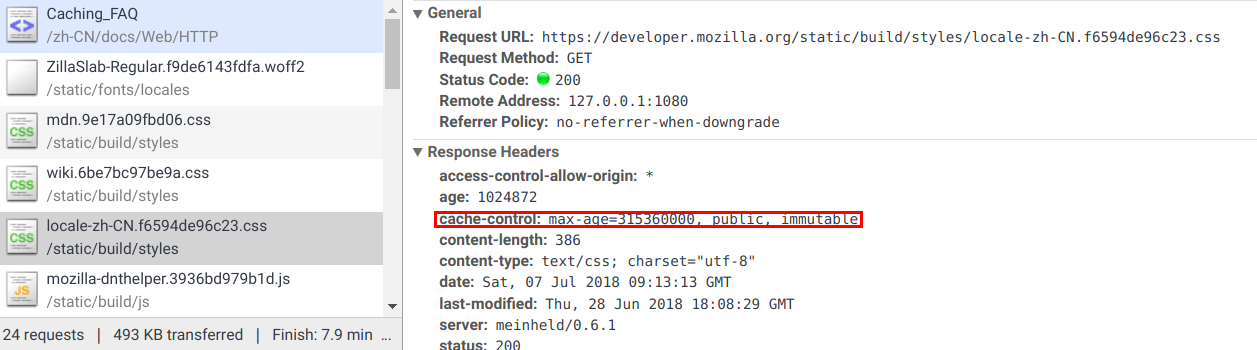 Caching_FAQ
/zh-CN/docs/Web/HTTP
ZillaSlab-Regular.f9de6143fdfa.woff2
/static/fonts/locales
mdn.9e17a09fbd06.css
/static/build/styles
wiki.6be7bc97be9a.css
/static/build/styles
locale-zh-CN.f6594de96c23.css
/static/build/styles
mozilla-dnthelper.3936bd979b1d.js
/static/build/js
24 requests | 493 KB transferred | Finish: 7.9 min ...
General
Request URL: https://developer.mozilla.org/static/build/styles/locale-zh-CN.f6594de96c23.css
Request Method: GET
Status Code: 200
Remote Address: 127.0.0.1:1080
Referrer Policy: no-referrer-when-downgrade
Response Headers
access-control-allow-origin: *
age: 1024872
cache-control: max-age=315360000, public, immutable
content-length: 386
content-type: text/css; charset="utf-8"
date: Sat, 07 Jul 2018 09:13:13 GMT
last-modified: Thu, 28 Jun 2018 18:08:29 GMT
server: meinheld/0.6.1
status: 200